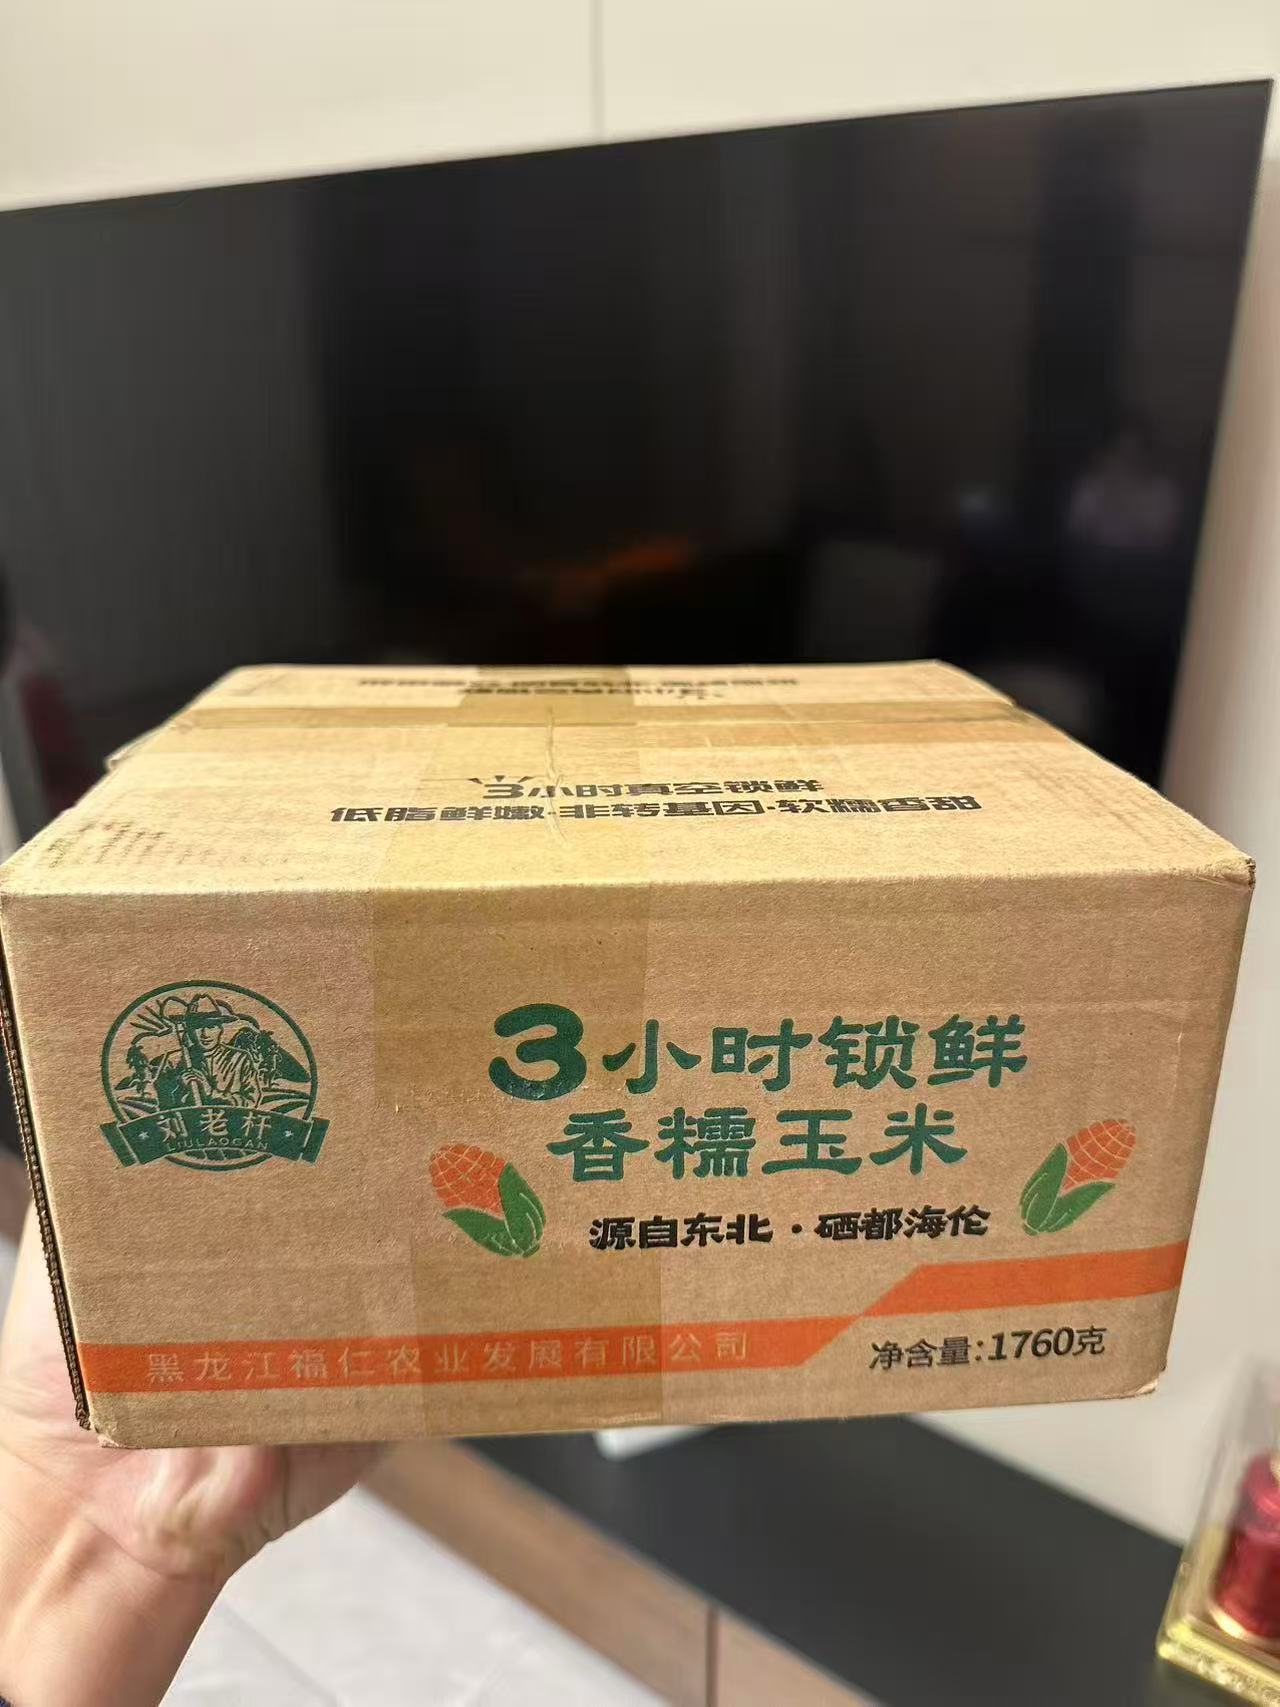 3小时真空锁鲜
低脂鲜嫩·非转基因·软糯香甜
刘老杆
LIULAOGAN
3小时锁鲜
香糯玉米
源自东北·硒都海伦
黑龙江福仁农业发展有限公司
净含量:1760克